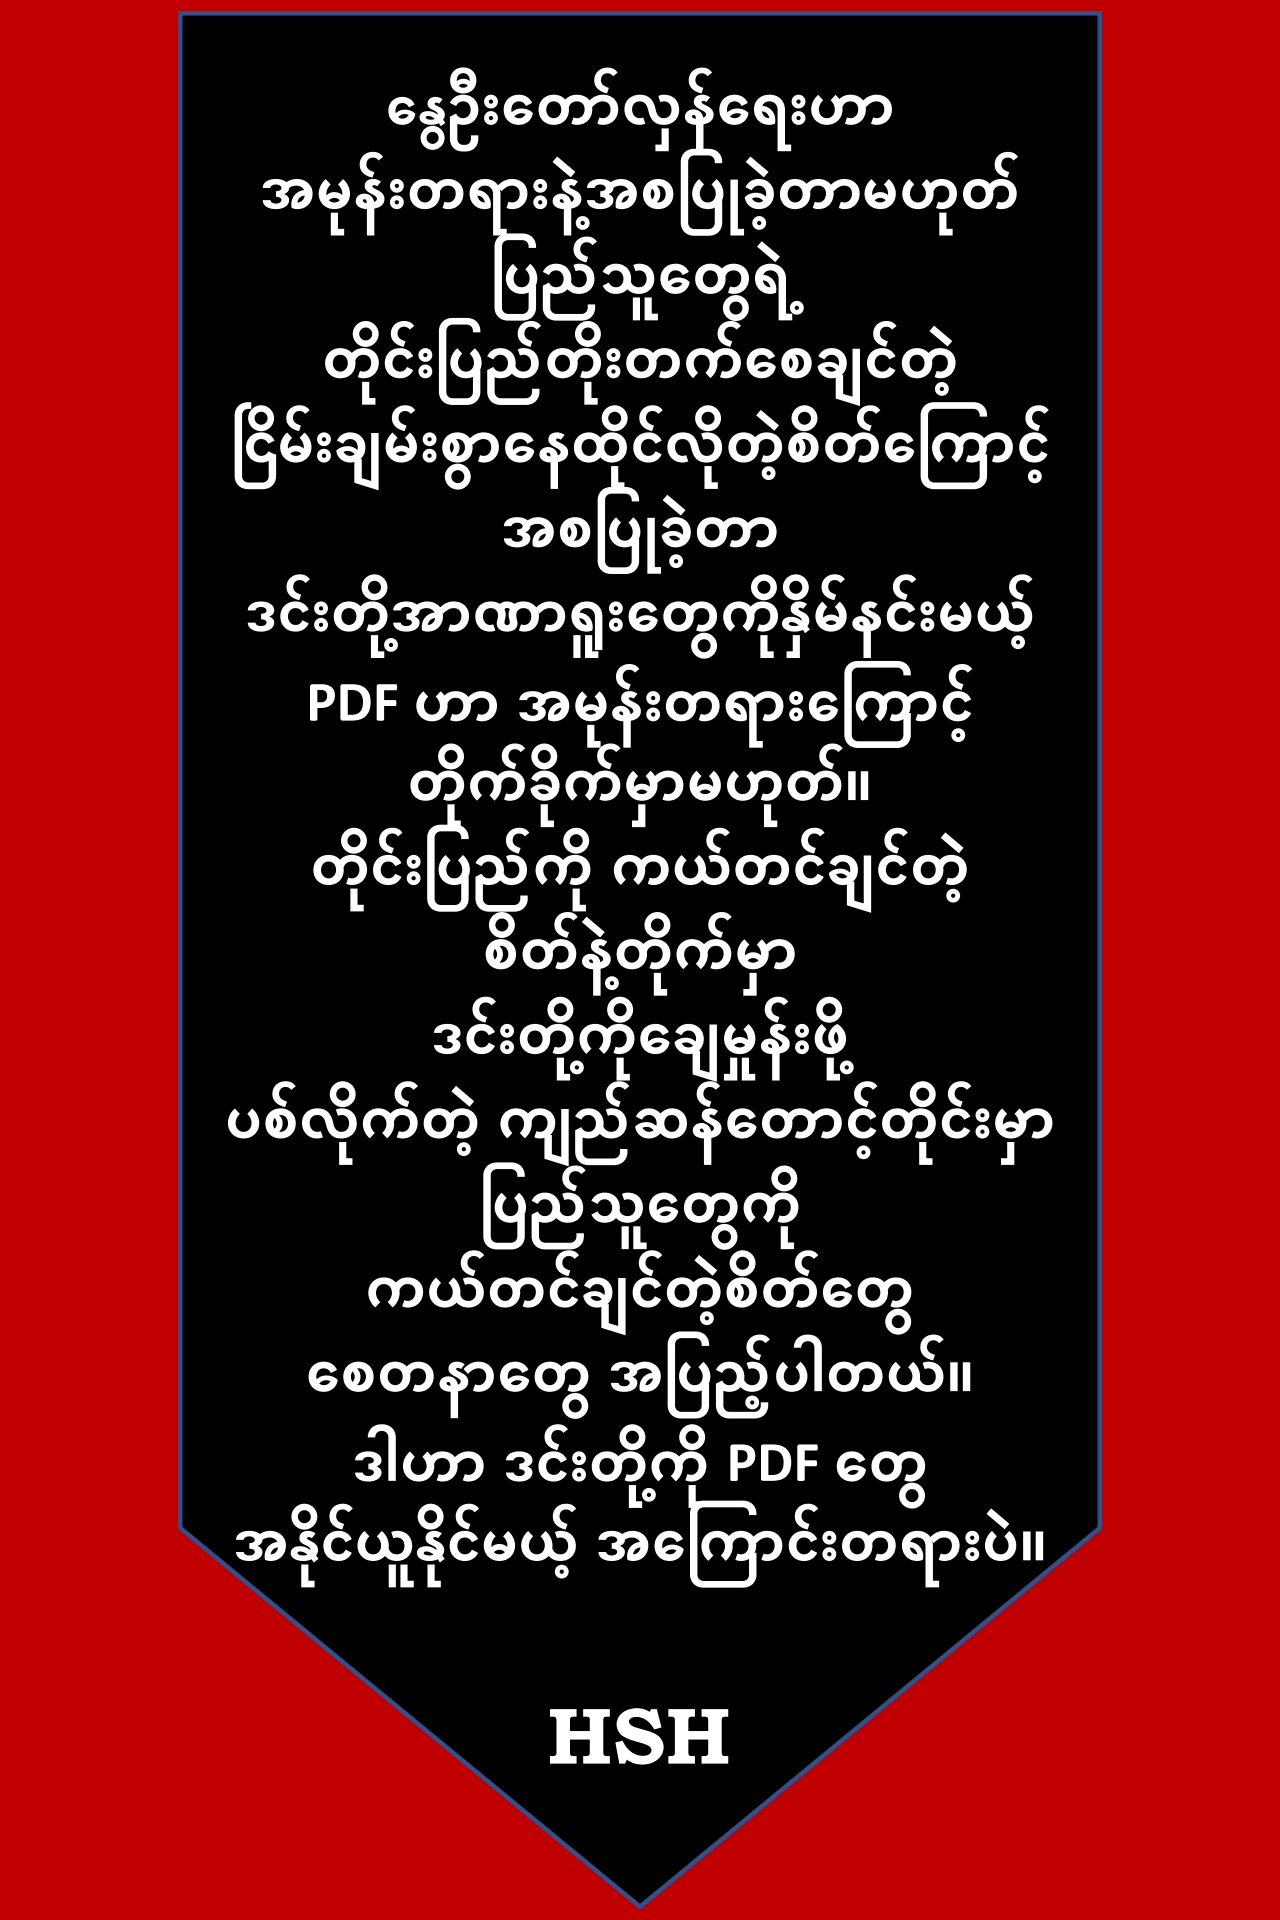 နွေဦးတော်လှန်ရေးဟာ
အမုန်းတရားနဲ့အစပြုခဲ့တာမဟုတ်
ပြည်သူတွေရဲ့
တိုင်းပြည်တိုးတက်စေချင်တဲ့
ငြိမ်းချမ်းစွာနေထိုင်လိုတဲ့စိတ်ကြောင့်
အစပြုခဲ့တာ
ဒင်းတို့အာဏာရူးတွေကိုနှိမ်နင်းမယ့်
PDF ဟာ အမုန်းတရားကြောင့်
တိုက်ခိုက်မှာမဟုတ်။
တိုင်းပြည်ကို ကယ်တင်ချင်တဲ့
စိတ်နဲ့တိုက်မှာ
ဒင်းတို့ကိုချေမှုန်းဖို့
ပစ်လိုက်တဲ့ ကျည်ဆန်တောင့်တိုင်းမှာ
ပြည်သူတွေကို
ကယ်တင်ချင်တဲ့စိတ်တွေ
စေတနာတွေ အပြည့်ပါတယ်။
ဒါဟာ ဒင်းတို့ကို PDF တွေ
အနိုင်ယူနိုင်မယ့် အကြောင်းတရားပဲ။
HSH